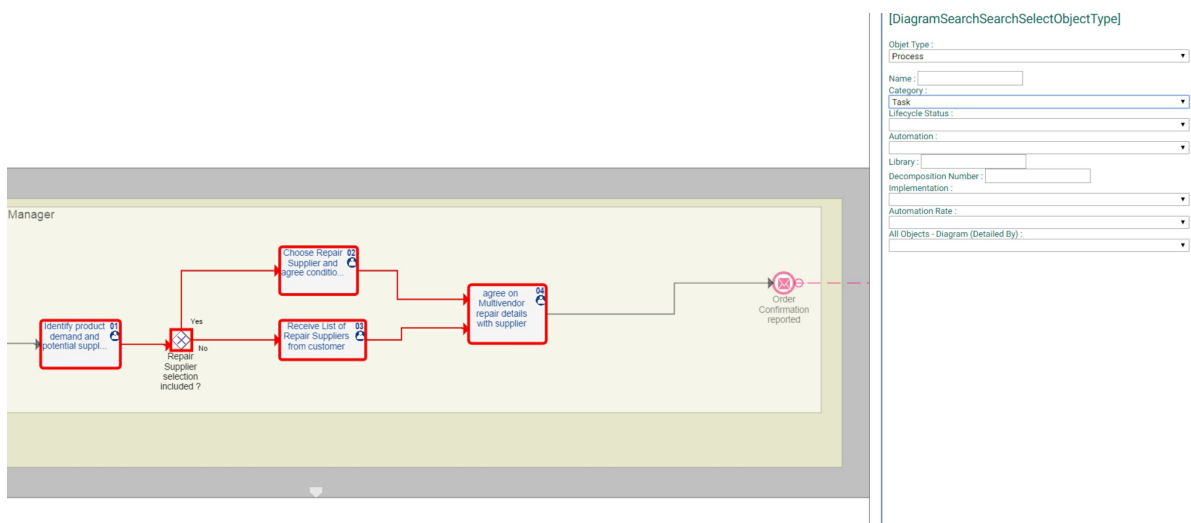 [DiagramSearchSearchSelectObjectType]
Objet Type :
Process
Name :
Category :
Task
Lifecycle Status :
Automation :
Library :
Decomposition Number :
Implementation :
Automation Rate :
All Objects - Diagram (Detailed By) :
Manager
Identify product 01
demand and
potential suppl...
Repair
Supplier
selection
included ?
Yes
No
Choose Repair 02
Supplier and
agree conditio...
Receive List of 03
Repair Suppliers
from customer
agree on 04
Multivendor
repair details
with supplier
Order
Confirmation
reported